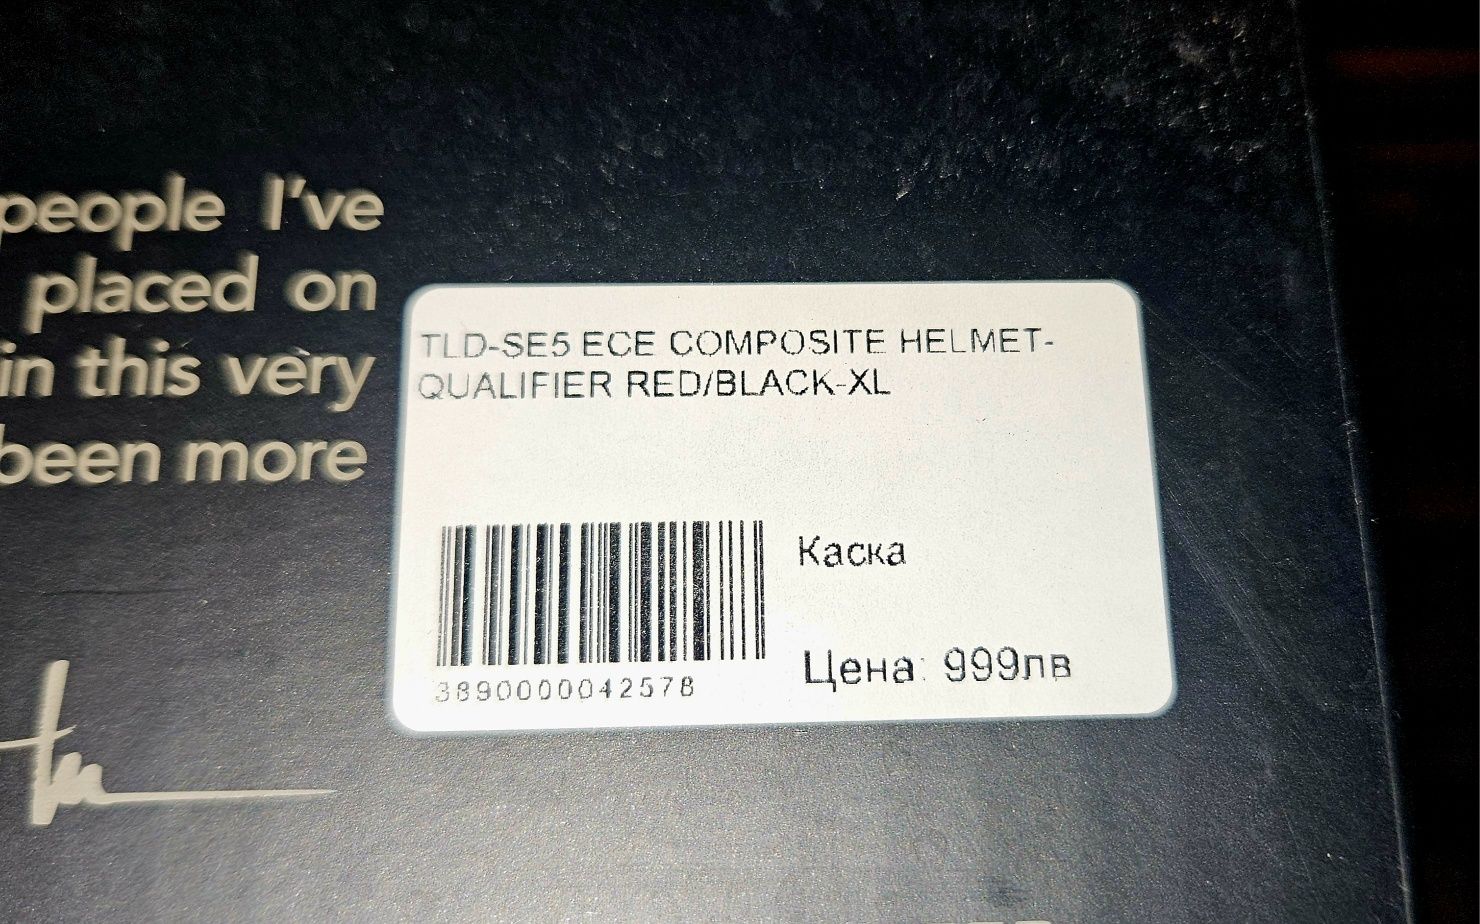 people I've
placed on
in this very
been more
TLD-SE5 ECE COMPOSITE HELMET-
QUALIFIER RED/BLACK-XL
Каска
Цена: 999лв
3890000042578